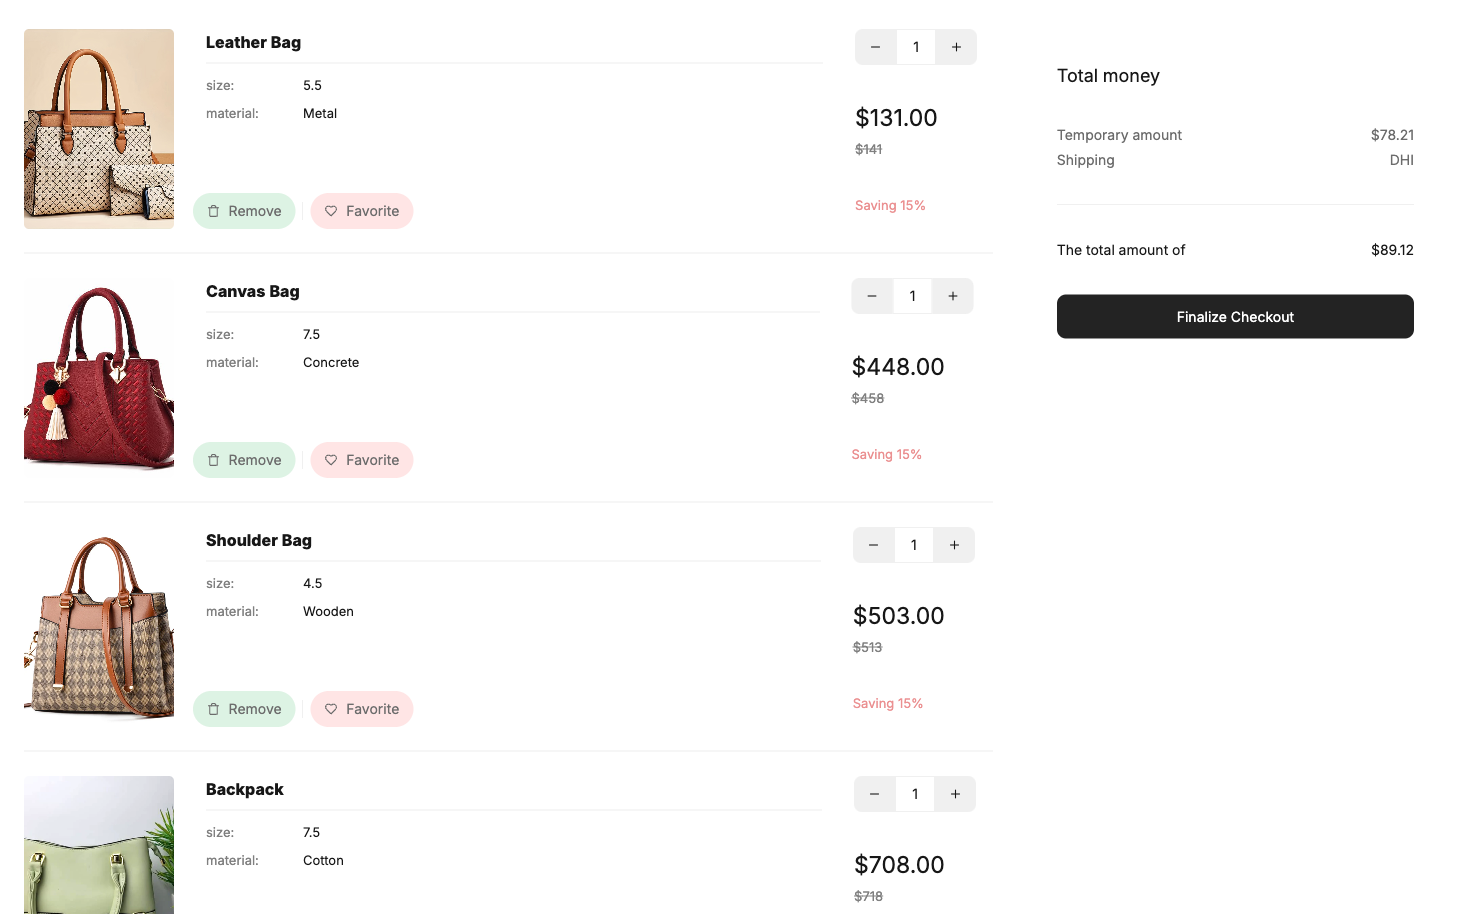 Leather Bag
size: 5.5
material: Metal
Remove
Favorite
1
$131.00
$141
Saving 15%
Canvas Bag
size: 7.5
material: Concrete
Remove
Favorite
1
$448.00
$458
Saving 15%
Shoulder Bag
size: 4.5
material: Wooden
Remove
Favorite
1
$503.00
$513
Saving 15%
Backpack
size: 7.5
material: Cotton
1
$708.00
$718
Total money
Temporary amount $78.21
Shipping DHI
The total amount of $89.12
Finalize Checkout